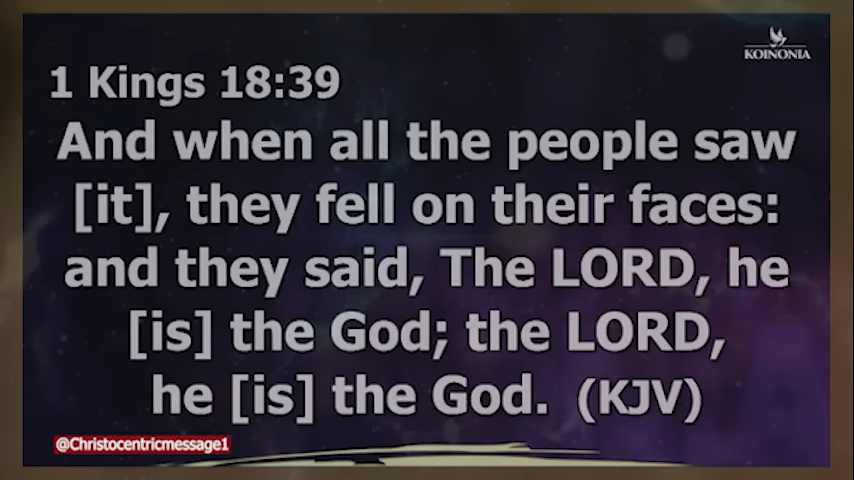 KOINONIA
1 Kings 18:39
And when all the people saw
[it], they fell on their faces:
and they said, The LORD, he
[is] the God; the LORD,
he [is] the God. (KJV)
@Christocentricmessage1